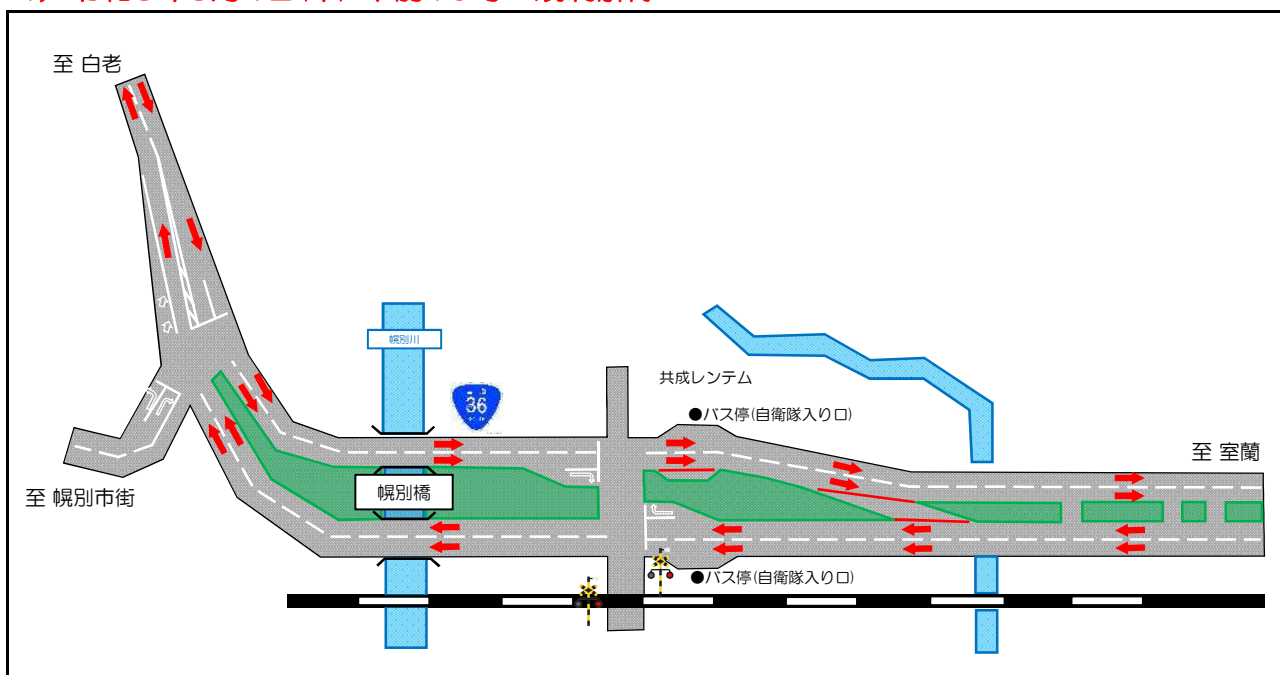 至 白老
幌別川
36
共成レンテム
●バス停(自衛隊入り口)
至 室蘭
幌別橋
至 幌別市街
●バス停(自衛隊入り口)